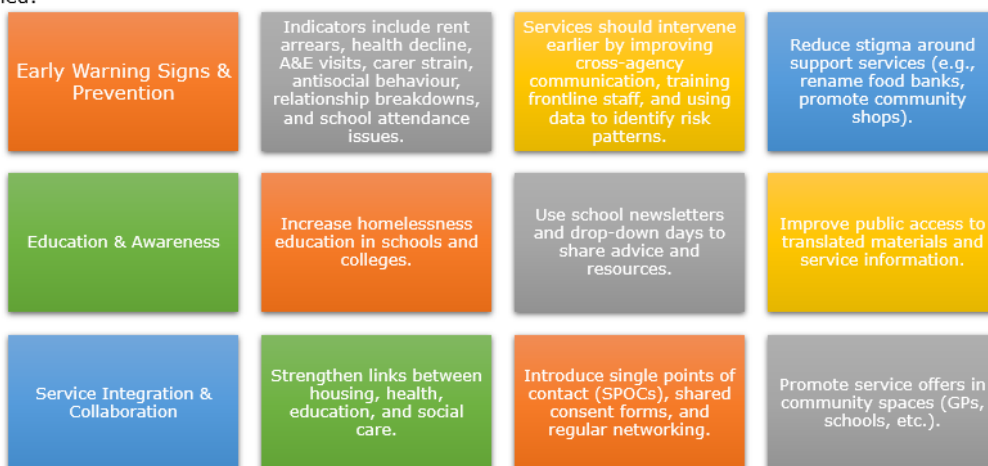 Early Warning Signs &
Prevention
Indicators include rent
arrears, health decline,
A&E visits, carer strain,
antisocial behaviour,
relationship breakdowns,
and school attendance
issues.
Services should intervene
earlier by improving
cross-agency
communication, training
frontline staff, and using
data to identify risk
patterns.
Reduce stigma around
support services (e.g.,
rename food banks,
promote community
shops).
Education & Awareness
Increase homelessness
education in schools and
colleges.
Use school newsletters
and drop-down days to
share advice and
resources.
Improve public access to
translated materials and
service information.
Service Integration &
Collaboration
Strengthen links between
housing, health,
education, and social
care.
Introduce single points of
contact (SPOCs), shared
consent forms, and
regular networking.
Promote service offers in
community spaces (GPs,
schools, etc.).